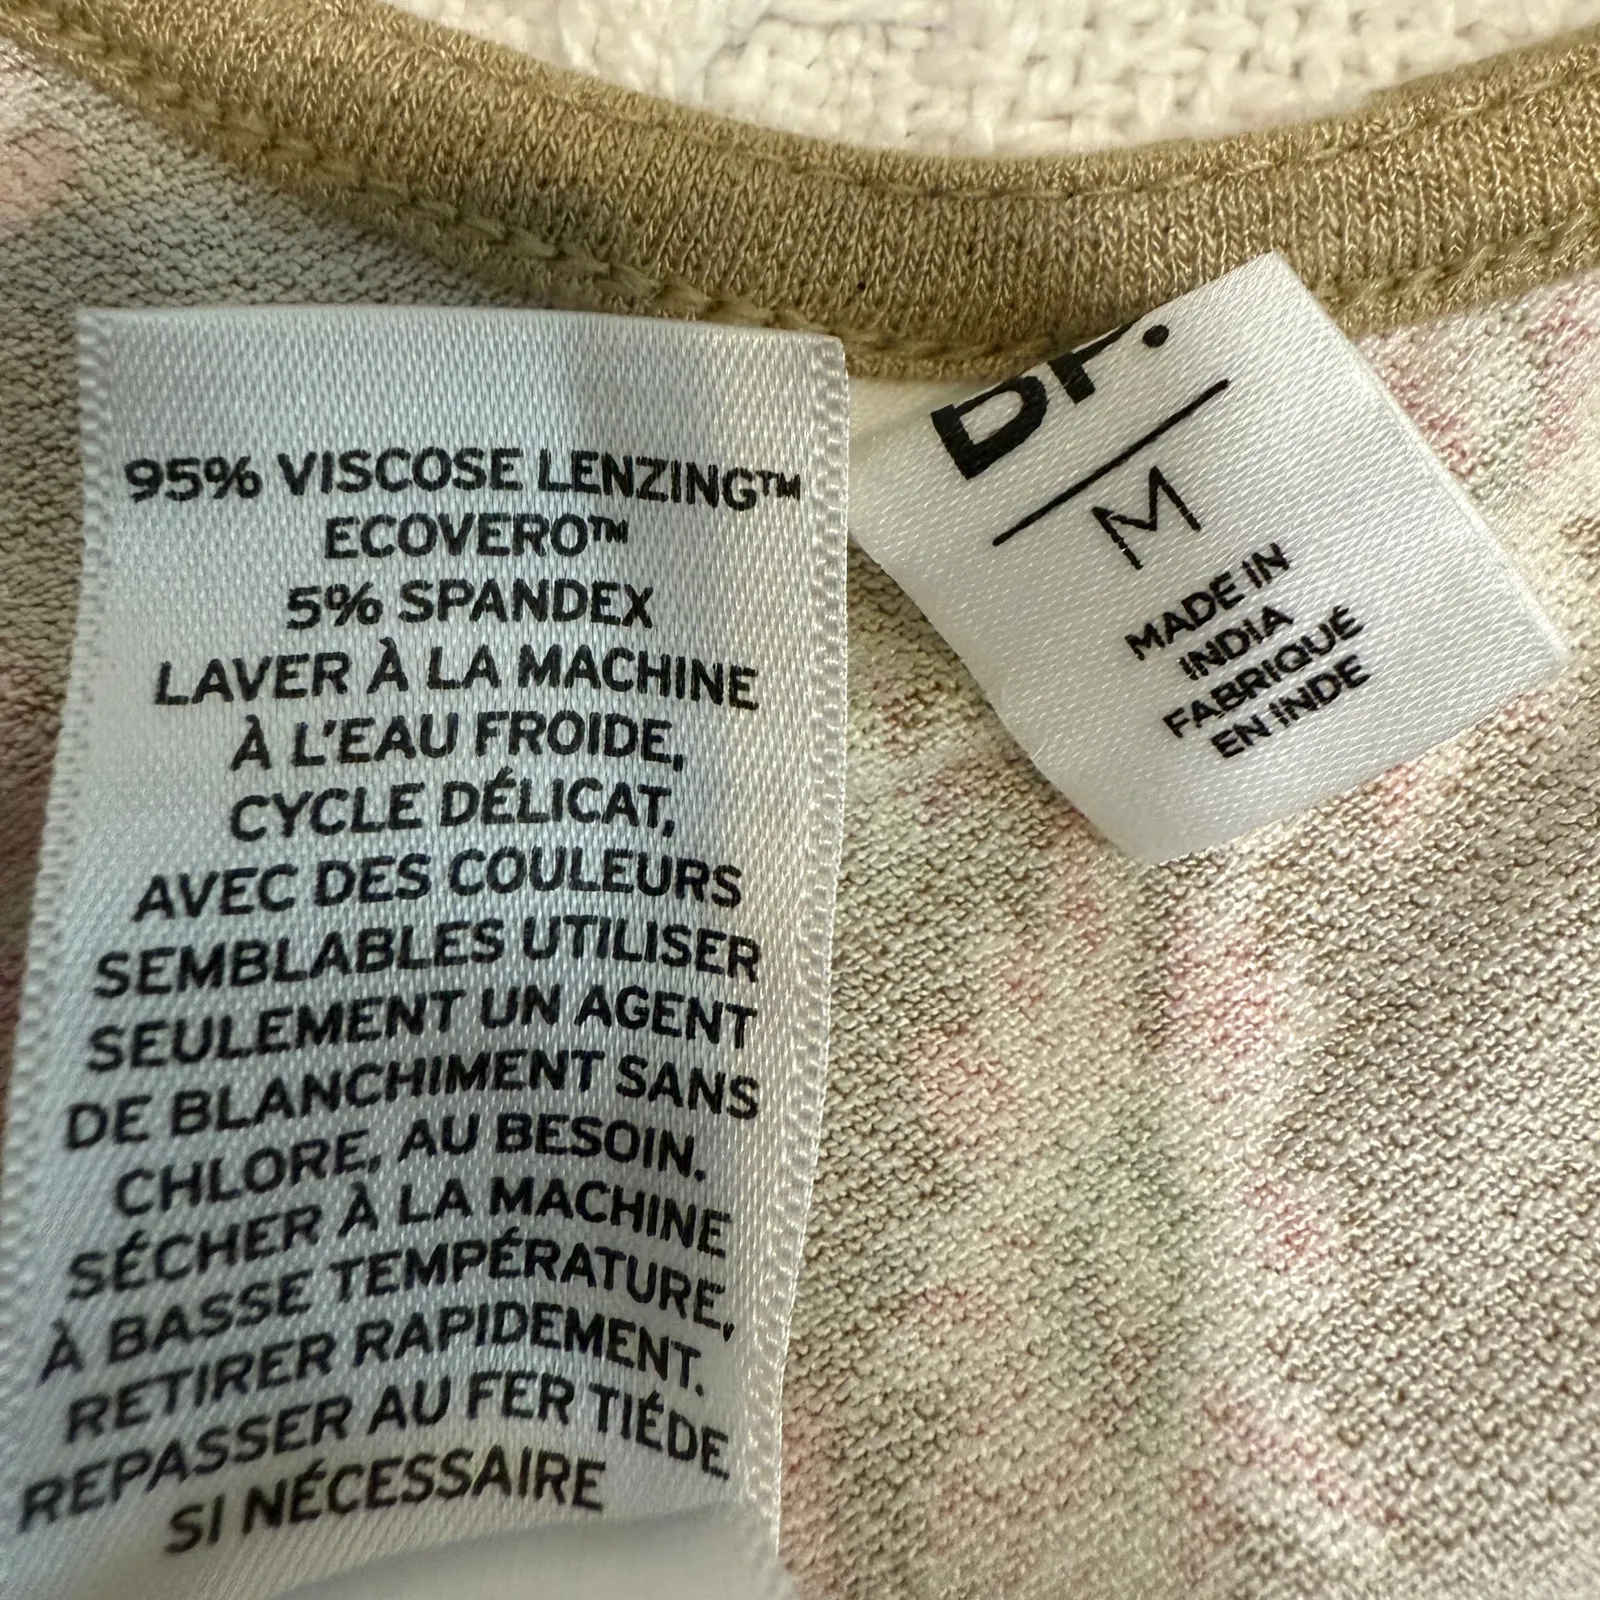 95% VISCOSE LENZING™
ECOVERO™
5% SPANDEX
LAVER À LA MACHINE
À L'EAU FROIDE,
CYCLE DÉLICAT,
AVEC DES COULEURS
SEMBLABLES UTILISER
SEULEMENT UN AGENT
DE BLANCHIMENT SANS
CHLORE, AU BESOIN.
SÉCHER À LA MACHINE
À BASSE TEMPÉRATURE,
RETIRER RAPIDEMENT.
REPASSER AU FER TIÉDE
SI NÉCESSAIRE
M
MADE IN
INDIA
FABRIQUÉ
EN INDE